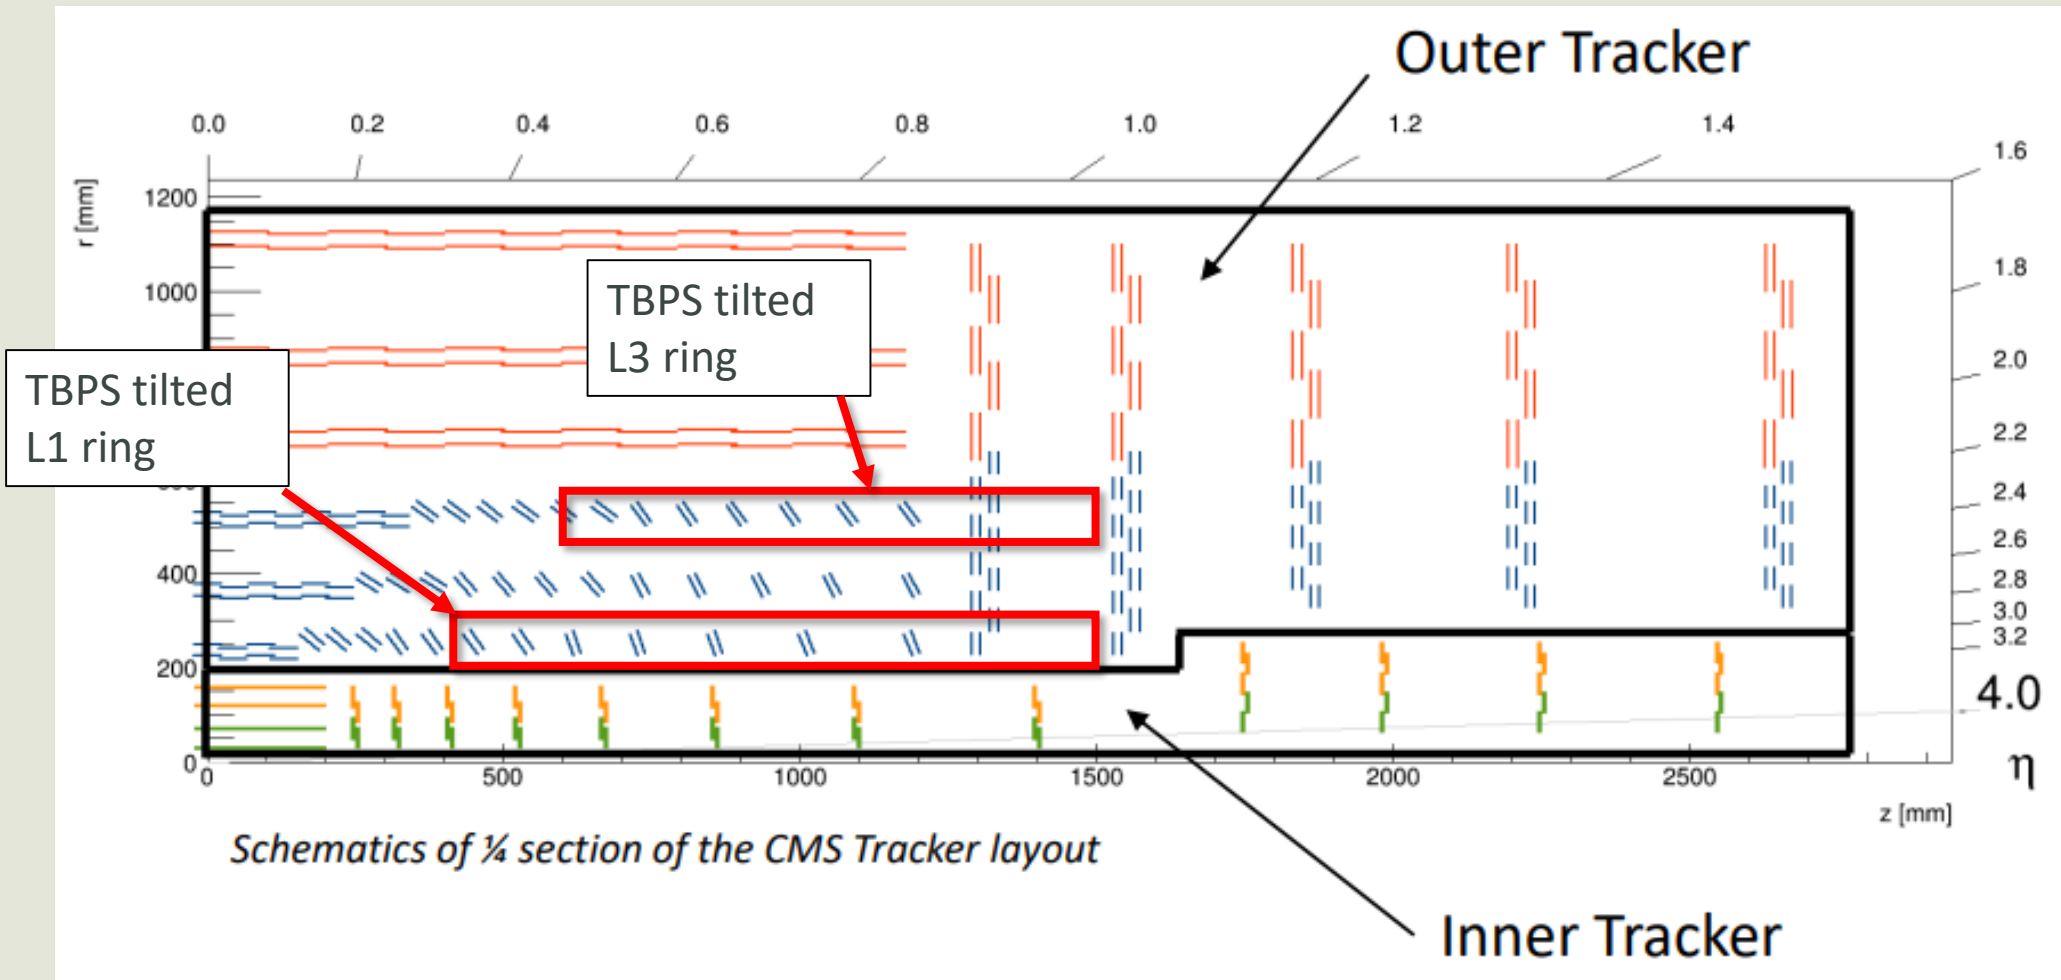 Outer Tracker
0.0 0.2 0.4 0.6 0.8 1.0 1.2 1.4
1.6
r [mm]
1200
1.8
1000
TBPS tilted
L3 ring
2.0
TBPS tilted
L1 ring
2.2
2.4
2.6
400
2.8
3.0
3.2
200
4.0
0
0 500 1000 1500 2000 2500
η
z [mm]
Schematics of ¼ section of the CMS Tracker layout
Inner Tracker